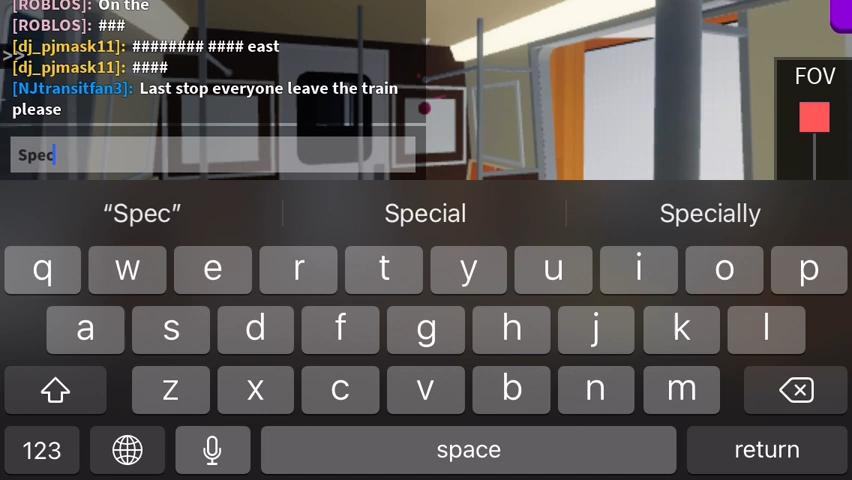 [ROBLOS]: On the
[ROBLOS]: ###
[dj_pjmask11]: ######## #### east
[dj_pjmask11]: ####
[NJtransitfan3]: Last stop everyone leave the train
please
FOV
Spec
“Spec” Special Specially
q w e r t y u i o p
a s d f g h j k l
z x c v b n m
123 space return